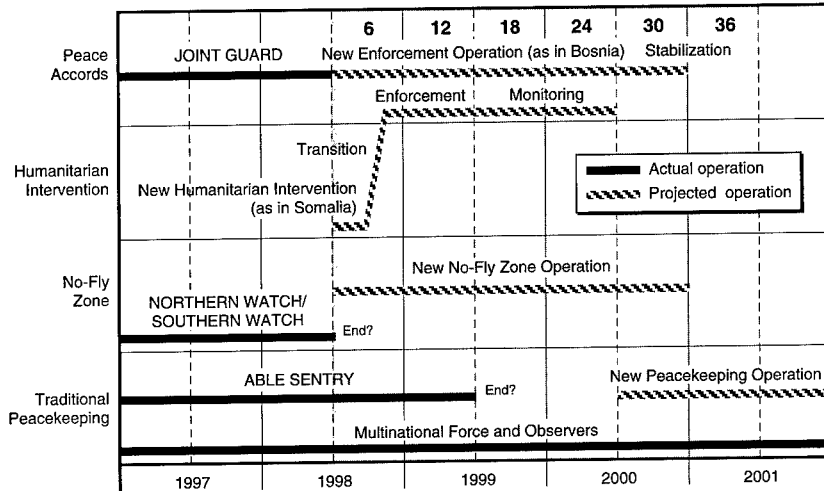 6 12 18 24 30 36
Peace
Accords
JOINT GUARD
New Enforcement Operation (as in Bosnia)
Stabilization
Enforcement
Monitoring
Transition
Humanitarian
Intervention
New Humanitarian Intervention
(as in Somalia)
Actual operation
Projected operation
No-Fly
Zone
New No-Fly Zone Operation
NORTHERN WATCH/
SOUTHERN WATCH
End?
Traditional
Peacekeeping
ABLE SENTRY
End?
New Peacekeeping Operation
Multinational Force and Observers
1997 1998 1999 2000 2001